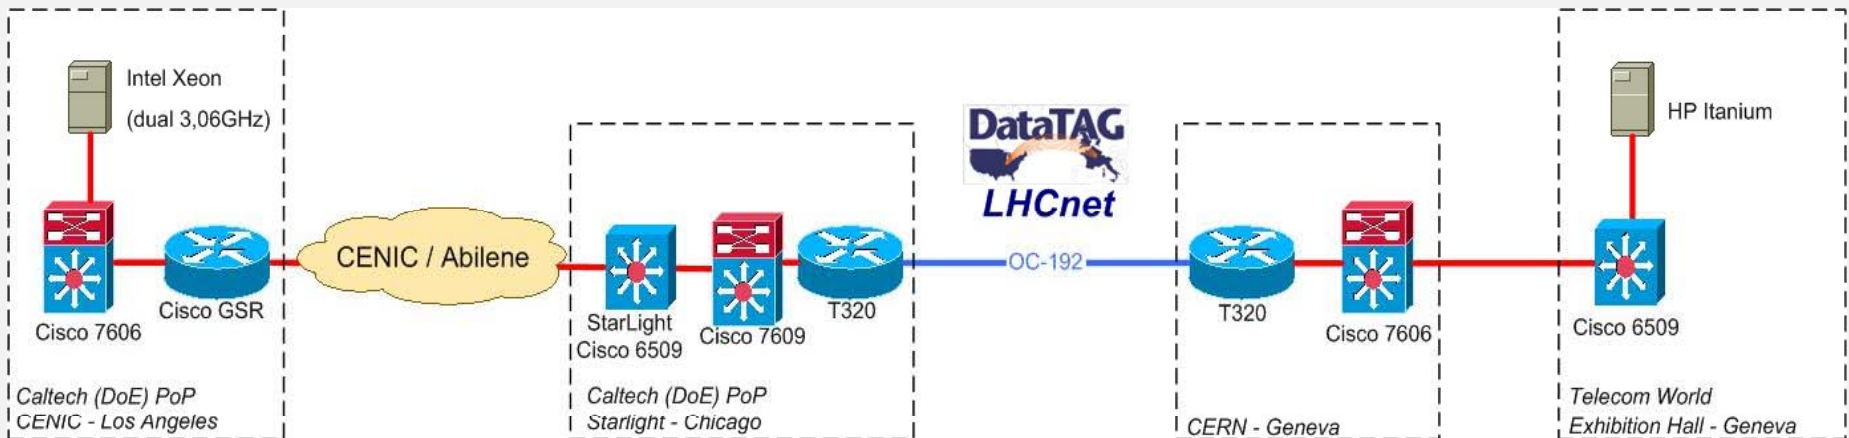 Intel Xeon
(dual 3,06GHz)
Cisco 7606
Cisco GSR
Caltech (DoE) PoP
CENIC - Los Angeles
CENIC / Abilene
StarLight
Cisco 6509
Cisco 7609
T320
Caltech (DoE) PoP
Starlight - Chicago
DataTAG
LHCnet
OC-192
T320
Cisco 7606
CERN - Geneva
HP Itanium
Cisco 6509
Telecom World
Exhibition Hall - Geneva